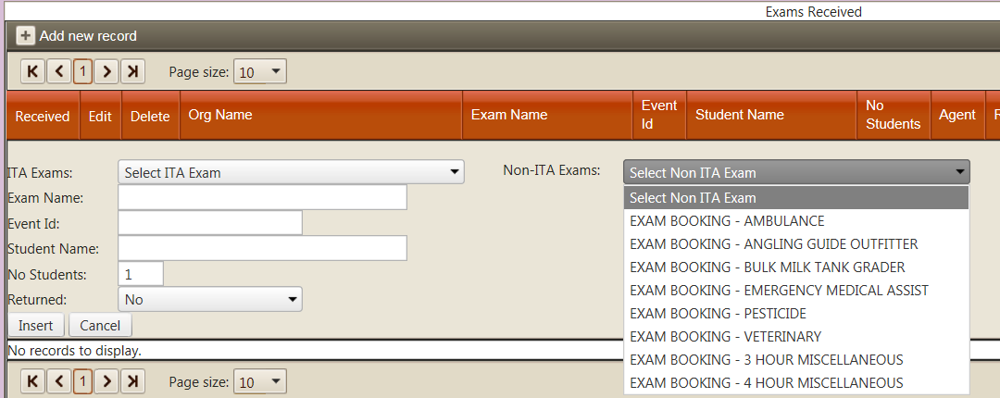 Exams Received
Add new record
1 Page size: 10
Received Edit Delete Org Name Exam Name Event Id Student Name No Students Agent R
ITA Exams: Select ITA Exam Non-ITA Exams: Select Non ITA Exam
Exam Name: Select Non ITA Exam
Event Id: EXAM BOOKING - AMBULANCE
Student Name: EXAM BOOKING - ANGLING GUIDE OUTFITTER
No Students: 1 EXAM BOOKING - BULK MILK TANK GRADER
Returned: No EXAM BOOKING - EMERGENCY MEDICAL ASSIST
Insert Cancel EXAM BOOKING - PESTICIDE
EXAM BOOKING - VETERINARY
No records to display. EXAM BOOKING - 3 HOUR MISCELLANEOUS
1 Page size: 10 EXAM BOOKING - 4 HOUR MISCELLANEOUS